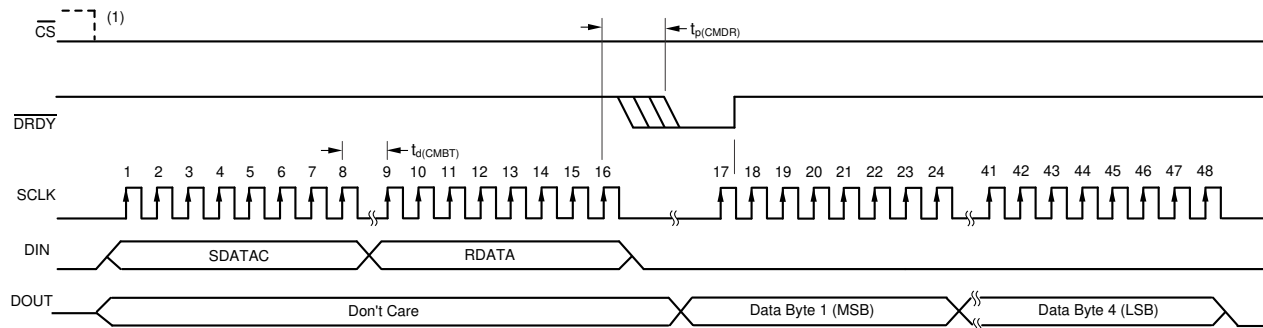 CS
(1)
tp(CMDR)
DRDY
td(CMBT)
1 2 3 4 5 6 7 8 9 10 11 12 13 14 15 16 17 18 19 20 21 22 23 24 41 42 43 44 45 46 47 48
SCLK
DIN
SDATAC
RDATA
DOUT
Don't Care
Data Byte 1 (MSB)
Data Byte 4 (LSB)